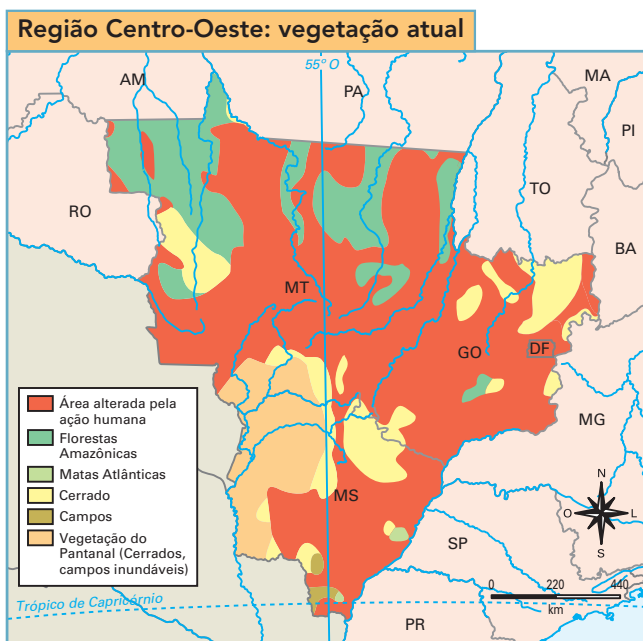 Região Centro-Oeste: vegetação atual
55° O
AM
PA
MA
PI
RO
TO
BA
MT
GO
DF
MG
MS
SP
PR
Área alterada pela
ação humana
Florestas
Amazônicas
Matas Atlânticas
Cerrado
Campos
Vegetação do
Pantanal (Cerrados,
campos inundáveis)
N
O
L
S
0 220 440
km
Trópico de Capricórnio